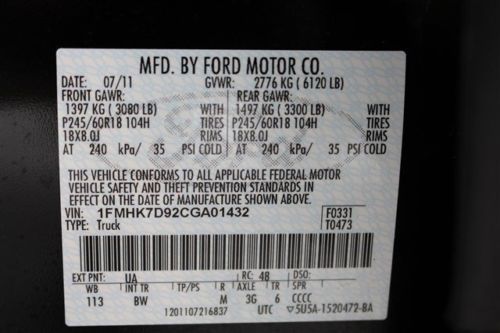 MFD. BY FORD MOTOR CO.
DATE: 07/11 GVWR: 2776 KG ( 6120 LB)
FRONT GAWR: REAR GAWR:
1397 KG ( 3080 LB) WITH 1497 KG ( 3300 LB) WITH
P245/60R18 104H TIRES P245/60R18 104H TIRES
18X8.0J RIMS 18X8.0J RIMS
AT 240 kPa/ 35 PSI COLD AT 240 kPa/ 35 PSI COLD
THIS VEHICLE CONFORMS TO ALL APPLICABLE FEDERAL MOTOR
VEHICLE SAFETY AND THEFT PREVENTION STANDARDS IN
EFFECT ON THE DATE OF MANUFACTURE SHOWN ABOVE.
VIN: 1FMHK7D92CGA01432 F0331
TYPE: Truck T0473
EXT PNT: UA RC: 48 DSO:
WB INT TR TP/PS R AXLE TR SPR
113 BW M 3G 6 CCCC
1201107216837 UTC 5U5A-1520472-BA